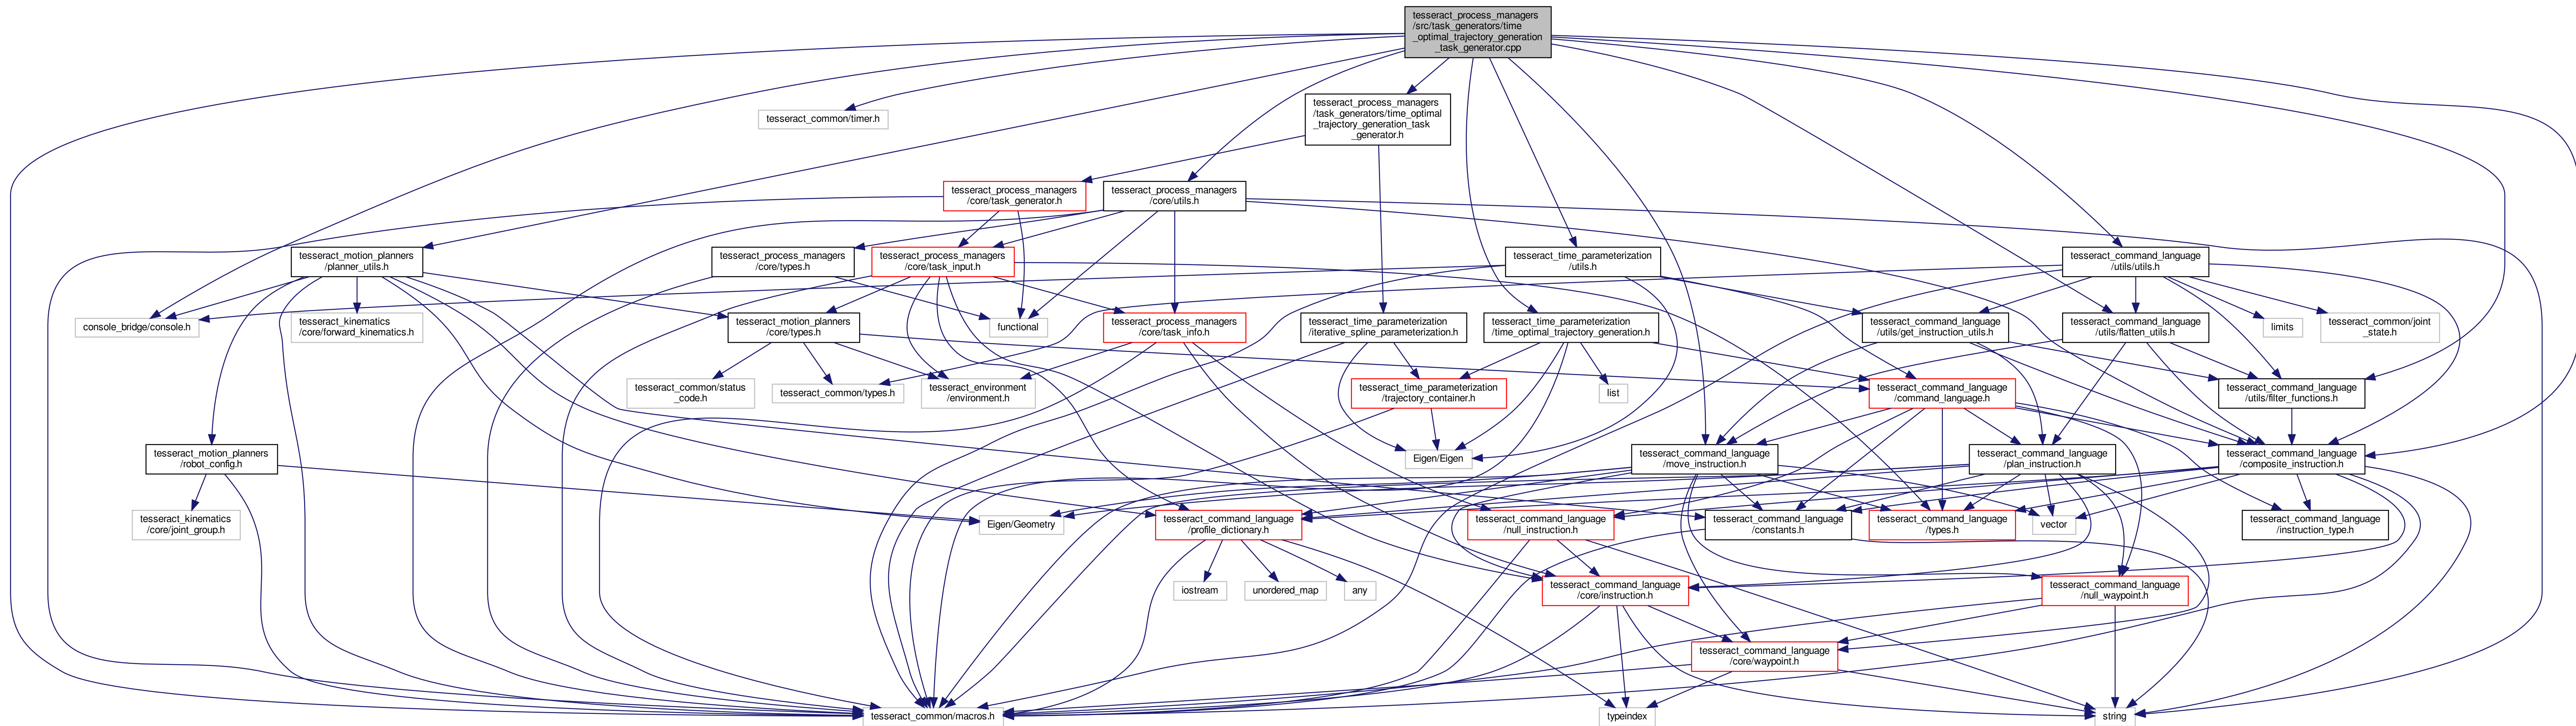 tesseract_process_managers
/src/task_generators/time
_optimal_trajectory_generation
_task_generator.cpp
tesseract_common/timer.h
tesseract_process_managers
/task_generators/time_optimal
_trajectory_generation_task
_generator.h
tesseract_process_managers
/core/task_generator.h
tesseract_process_managers
/core/utils.h
tesseract_motion_planners
/planner_utils.h
tesseract_process_managers
/core/types.h
tesseract_process_managers
/core/task_input.h
tesseract_time_parameterization
/utils.h
tesseract_command_language
/utils/utils.h
console_bridge/console.h
tesseract_kinematics
/core/forward_kinematics.h
tesseract_motion_planners
/core/types.h
functional
tesseract_process_managers
/core/task_info.h
tesseract_time_parameterization
/iterative_spline_parameterization.h
tesseract_time_parameterization
/time_optimal_trajectory_generation.h
tesseract_command_language
/utils/get_instruction_utils.h
tesseract_command_language
/utils/flatten_utils.h
limits
tesseract_common/joint
_state.h
tesseract_common/status
_code.h
tesseract_common/types.h
tesseract_environment
/environment.h
tesseract_time_parameterization
/trajectory_container.h
list
tesseract_command_language
/command_language.h
tesseract_command_language
/utils/filter_functions.h
tesseract_motion_planners
/robot_config.h
Eigen/Eigen
tesseract_command_language
/move_instruction.h
tesseract_command_language
/plan_instruction.h
tesseract_command_language
/composite_instruction.h
tesseract_kinematics
/core/joint_group.h
Eigen/Geometry
tesseract_command_language
/profile_dictionary.h
tesseract_command_language
/null_instruction.h
tesseract_command_language
/constants.h
tesseract_command_language
/types.h
vector
tesseract_command_language
/instruction_type.h
iostream
unordered_map
any
tesseract_command_language
/core/instruction.h
tesseract_command_language
/null_waypoint.h
tesseract_command_language
/core/waypoint.h
tesseract_common/macros.h
typeindex
string